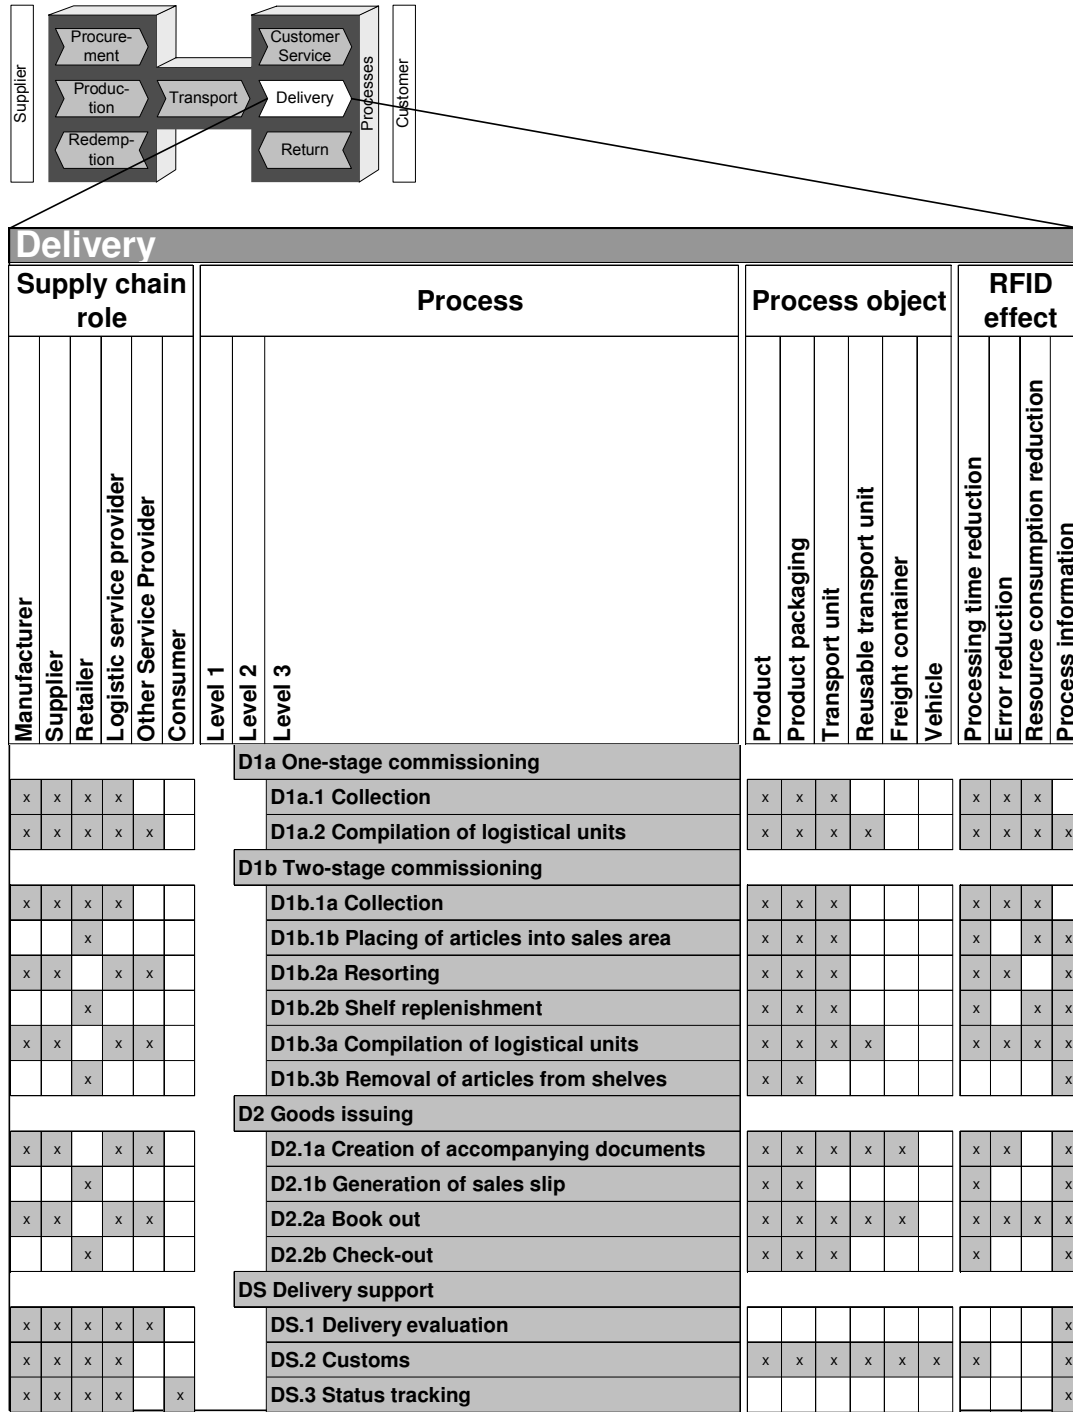 Supplier
Procure-
ment
Produc-
tion
Redemp-
tion
Transport
Customer
Service
Delivery
Return
Processes
Customer
Delivery
Supply chain
role
Process
Process object
RFID
effect
Manufacturer
Supplier
Retailer
Logistic service provider
Other Service Provider
Consumer
Level 1
Level 2
Level 3
Product
Product packaging
Transport unit
Reusable transport unit
Freight container
Vehicle
Processing time reduction
Error reduction
Resource consumption reduction
Process information
D1a One-stage commissioning
x x x x D1a.1 Collection x x x x x x
x x x x x D1a.2 Compilation of logistical units x x x x x x x x
D1b Two-stage commissioning
x x x x D1b.1a Collection x x x x x x
x D1b.1b Placing of articles into sales area x x x x x x
x x x x D1b.2a Resorting x x x x x x
x D1b.2b Shelf replenishment x x x x x x
x x x x D1b.3a Compilation of logistical units x x x x x x x x
x D1b.3b Removal of articles from shelves x x x
D2 Goods issuing
x x x x D2.1a Creation of accompanying documents x x x x x x x x
x D2.1b Generation of sales slip x x x x
x x x x D2.2a Book out x x x x x x x x x
x D2.2b Check-out x x x x x
DS Delivery support
x x x x x DS.1 Delivery evaluation x
x x x x DS.2 Customs x x x x x x x x
x x x x x DS.3 Status tracking x